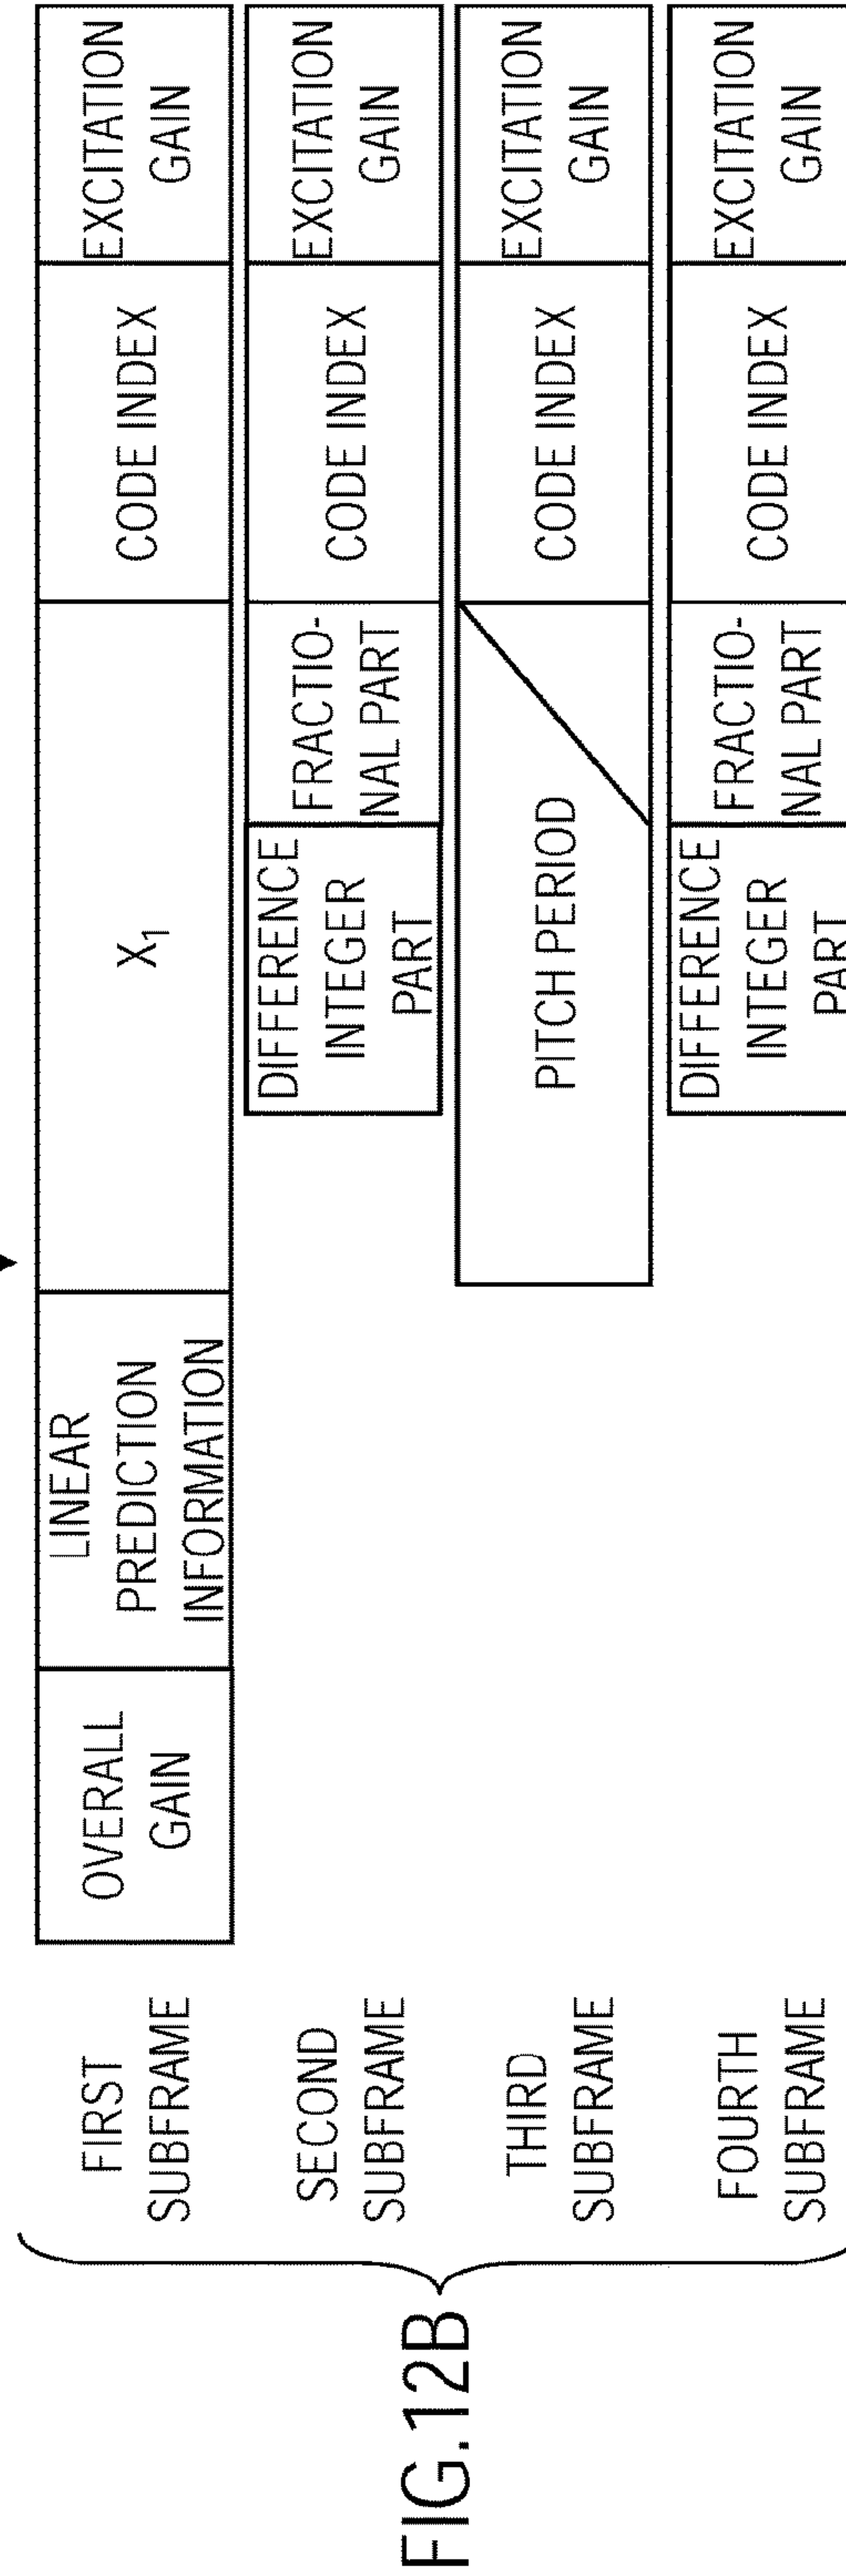 FIG.12B
FIRST
SUBFRAME
OVERALL
GAIN
LINEAR
PREDICTION
INFORMATION
X1
CODE INDEX
EXCITATION
GAIN
SECOND
SUBFRAME
DIFFERENCE
INTEGER
PART
FRACTIO-
NAL PART
CODE INDEX
EXCITATION
GAIN
THIRD
SUBFRAME
PITCH PERIOD
CODE INDEX
EXCITATION
GAIN
FOURTH
SUBFRAME
DIFFERENCE
INTEGER
PART
FRACTIO-
NAL PART
CODE INDEX
EXCITATION
GAIN